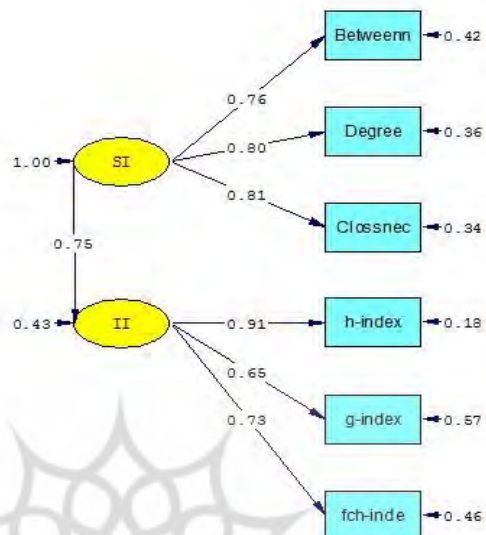 Betweenn
0.42
0.76
Degree
0.36
0.80
1.00
SI
0.81
Clossnec
0.34
0.75
0.43
II
0.91
h-index
0.18
0.65
g-index
0.57
0.73
fch-inde
0.46